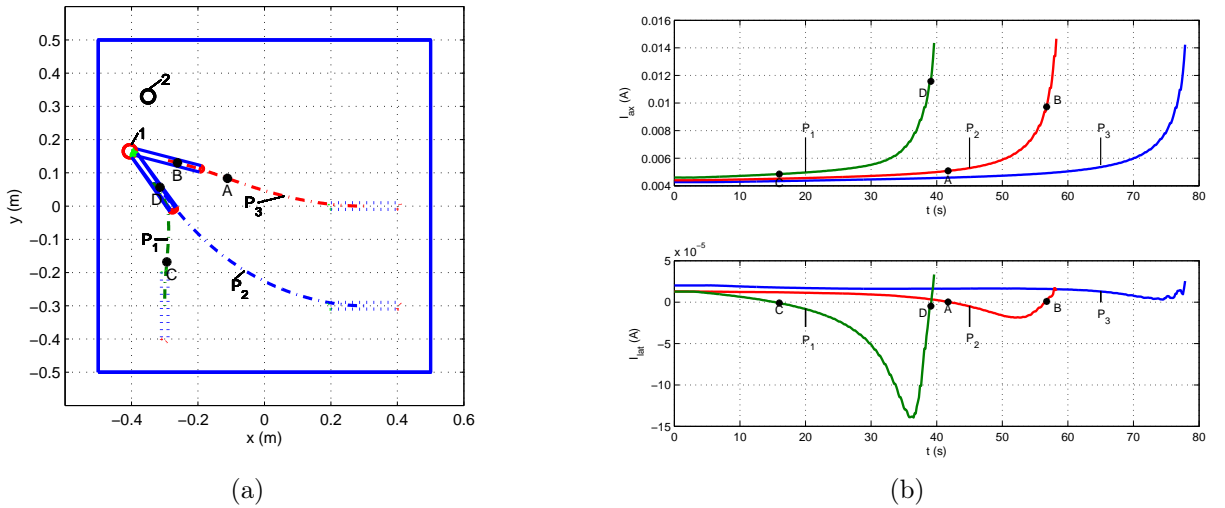 0.5
0.4
0.3
0.2
0.1
0
−0.1
−0.2
−0.3
−0.4
−0.5
y (m)
2
1
B
A
D
P3
P1
C
P2
−0.4 −0.2 0 0.2 0.4 0.6
x (m)
(a)
0.016
0.014
0.012
0.01
0.008
0.006
0.004
I_ax (A)
D
B
P1
P2
P3
C
A
0 10 20 30 40 50 60 70 80
t (s)
x 10^-5
5
0
−5
−10
−15
I_lat (A)
C
D
A
B
P1
P2
P3
0 10 20 30 40 50 60 70 80
t (s)
(b)